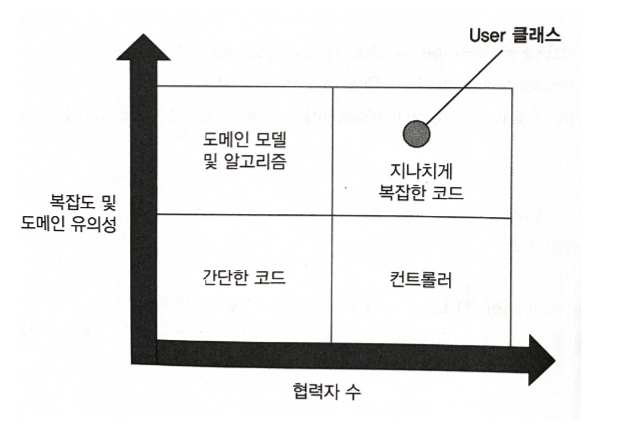 User 클래스
도메인 모델
및 알고리즘
지나치게
복잡한 코드
복잡도 및
도메인 유의성
간단한 코드
컨트롤러
협력자 수